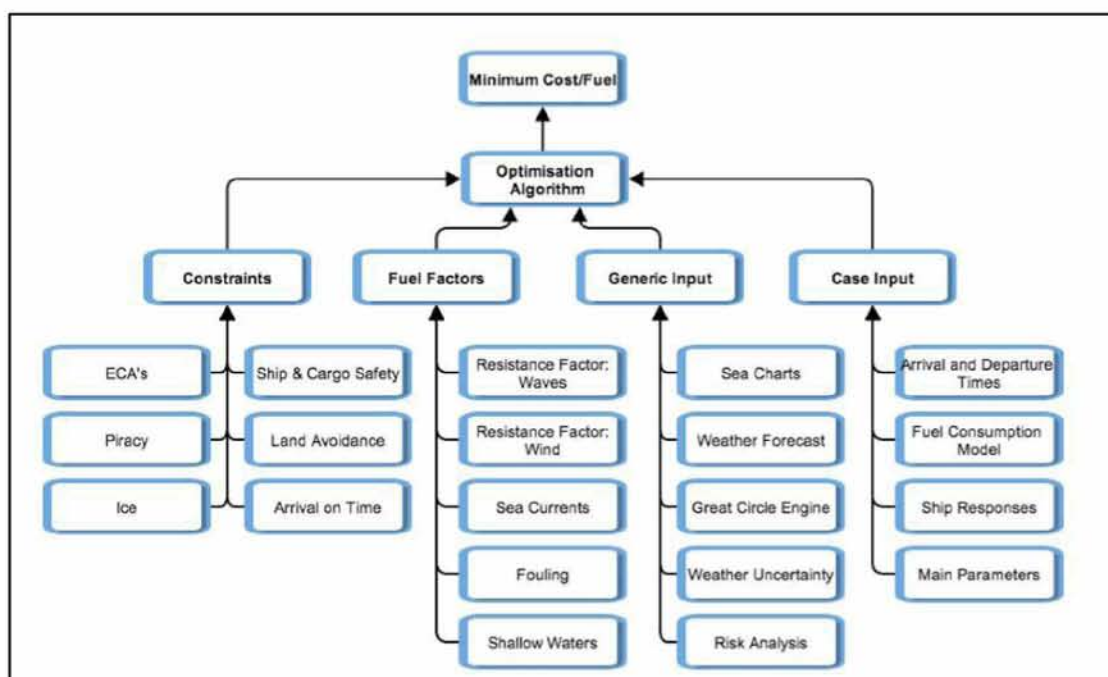 Minimum Cost/Fuel
Optimisation
Algorithm
Constraints
Fuel Factors
Generic Input
Case Input
ECA's
Ship & Cargo Safety
Piracy
Land Avoidance
Ice
Arrival on Time
Resistance Factor:
Waves
Resistance Factor:
Wind
Sea Currents
Fouling
Shallow Waters
Sea Charts
Weather Forecast
Great Circle Engine
Weather Uncertainty
Risk Analysis
Arrival and Departure
Times
Fuel Consumption
Model
Ship Responses
Main Parameters